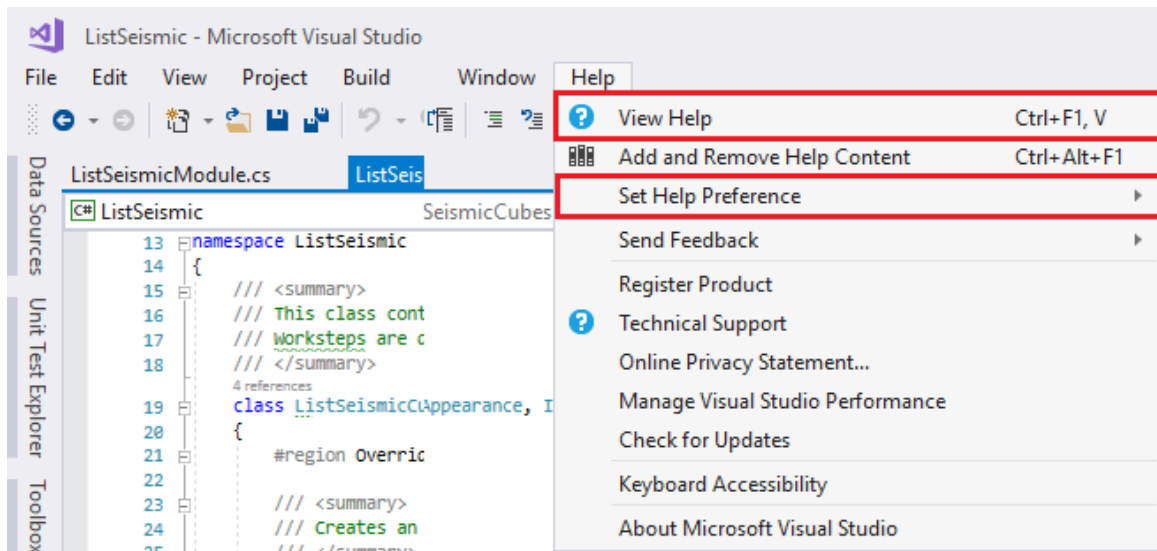 ListSeismic - Microsoft Visual Studio
File Edit View Project Build Window Help
View Help Ctrl+F1, V
Add and Remove Help Content Ctrl+Alt+F1
Set Help Preference
Send Feedback
Register Product
Technical Support
Online Privacy Statement...
Manage Visual Studio Performance
Check for Updates
Keyboard Accessibility
About Microsoft Visual Studio
Data Sources
Unit Test Explorer
Toolbox
ListSeismicModule.cs ListSeis
C# ListSeismic SeismicCubes
13 namespace ListSeismic
14 {
15 /// <summary>
16 /// This class cont
17 /// Worksteps are c
18 /// </summary>
4 references
19 class ListSeismicCuAppearance, I
20 {
21 #region Overric
22
23 /// <summary>
24 /// Creates an
25 /// </summary>